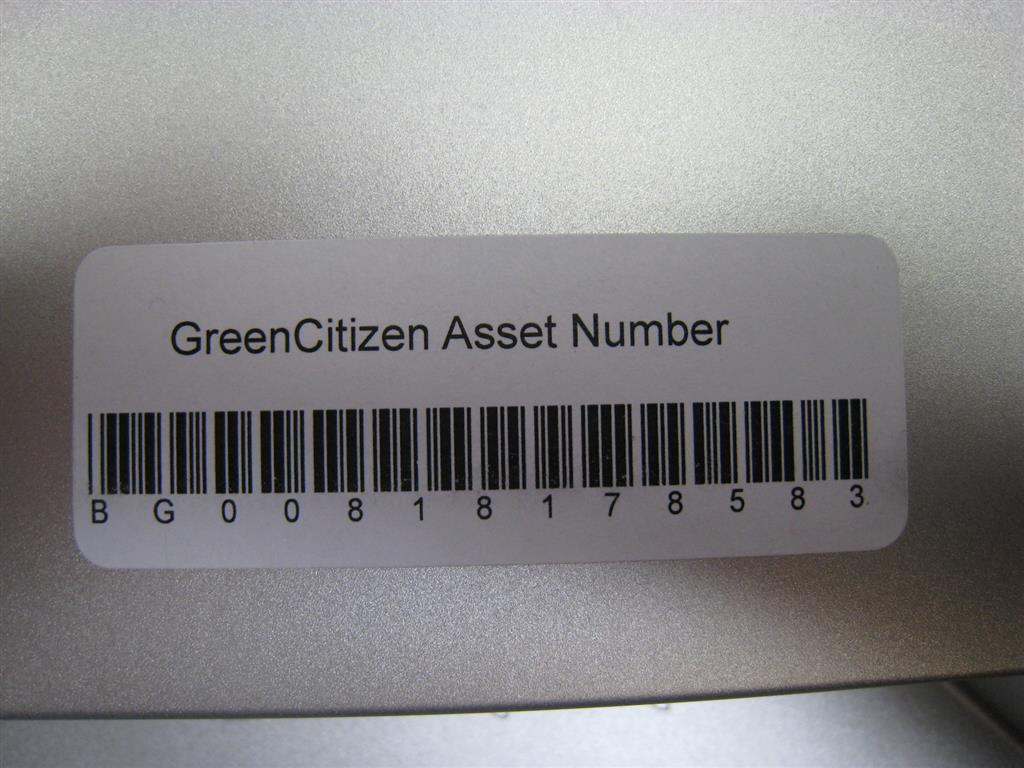 GreenCitizen Asset Number
B G 0 0 8 1 8 1 7 8 5 8 3